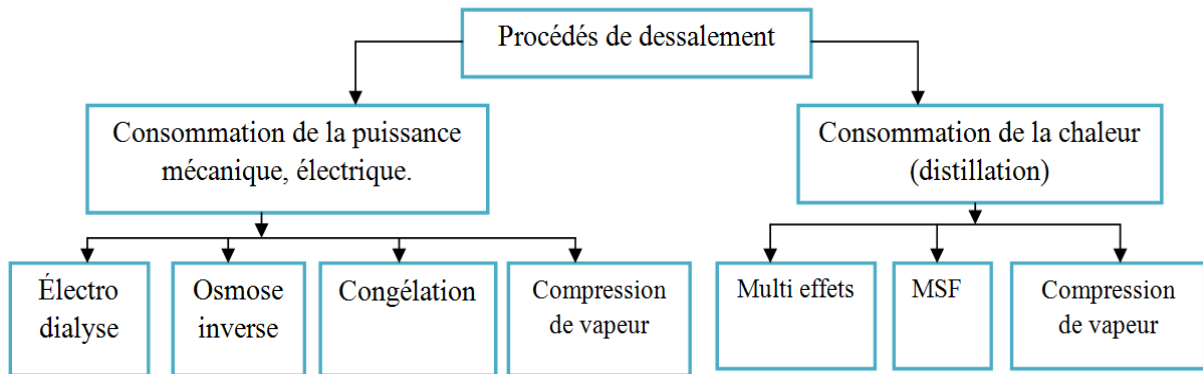 Procédés de dessalement
Consommation de la puissance
mécanique, électrique.
Consommation de la chaleur
(distillation)
Électro
dialyse
Osmose
inverse
Congélation
Compression
de vapeur
Multi effets
MSF
Compression
de vapeur